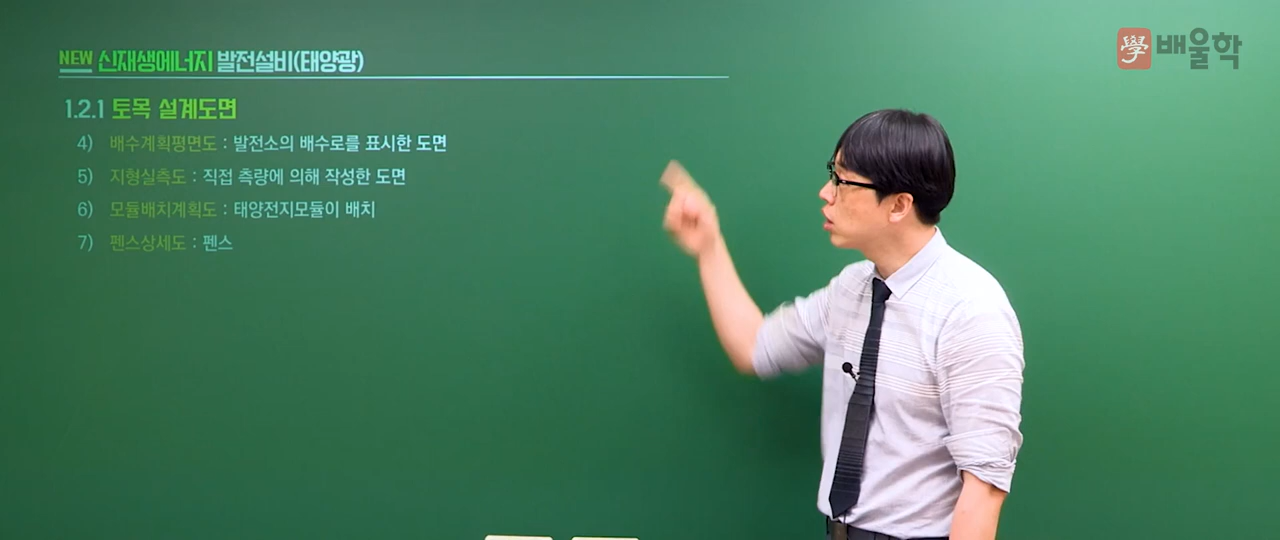 NEW 신재생에너지 발전설비(태양광)
學 배울학
1.2.1 토목 설계도면
4) 배수계획평면도 : 발전소의 배수로를 표시한 도면
5) 지형실측도 : 직접 측량에 의해 작성한 도면
6) 모듈배치계획도 : 태양전지모듈이 배치
7) 펜스상세도 : 펜스